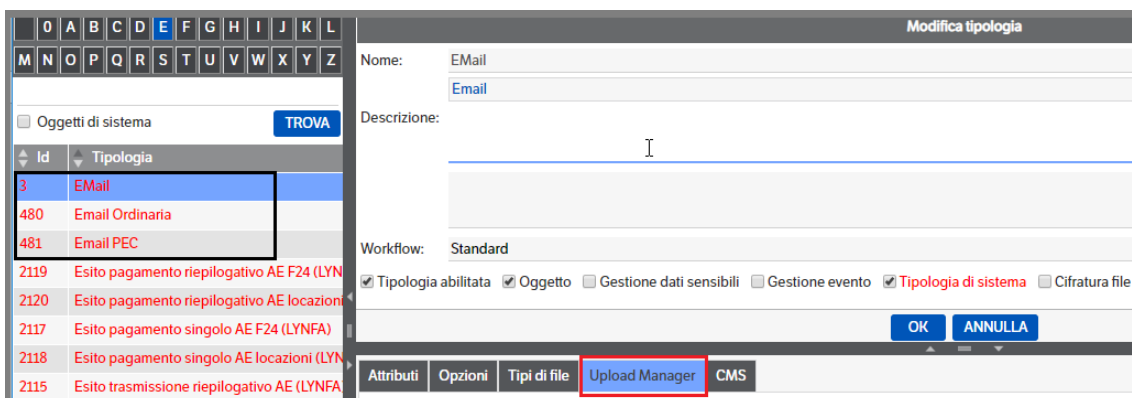 0 A B C D E F G H I J K L
M N O P Q R S T U V W X Y Z
Oggetti di sistema TROVA
Id Tipologia
3 EMail
480 Email Ordinaria
481 Email PEC
2119 Esito pagamento riepilogativo AE F24 (LYN
2120 Esito pagamento riepilogativo AE locazioni
2117 Esito pagamento singolo AE F24 (LYNFA)
2118 Esito pagamento singolo AE locazioni (LYN
2115 Esito trasmissione riepilogativo AE (LYNFA
Modifica tipologia
Nome: EMail
Email
Descrizione:
Workflow: Standard
Tipologia abilitata Oggetto Gestione dati sensibili Gestione evento Tipologia di sistema Cifratura file
OK ANNULLA
Attributi Opzioni Tipi di file Upload Manager CMS